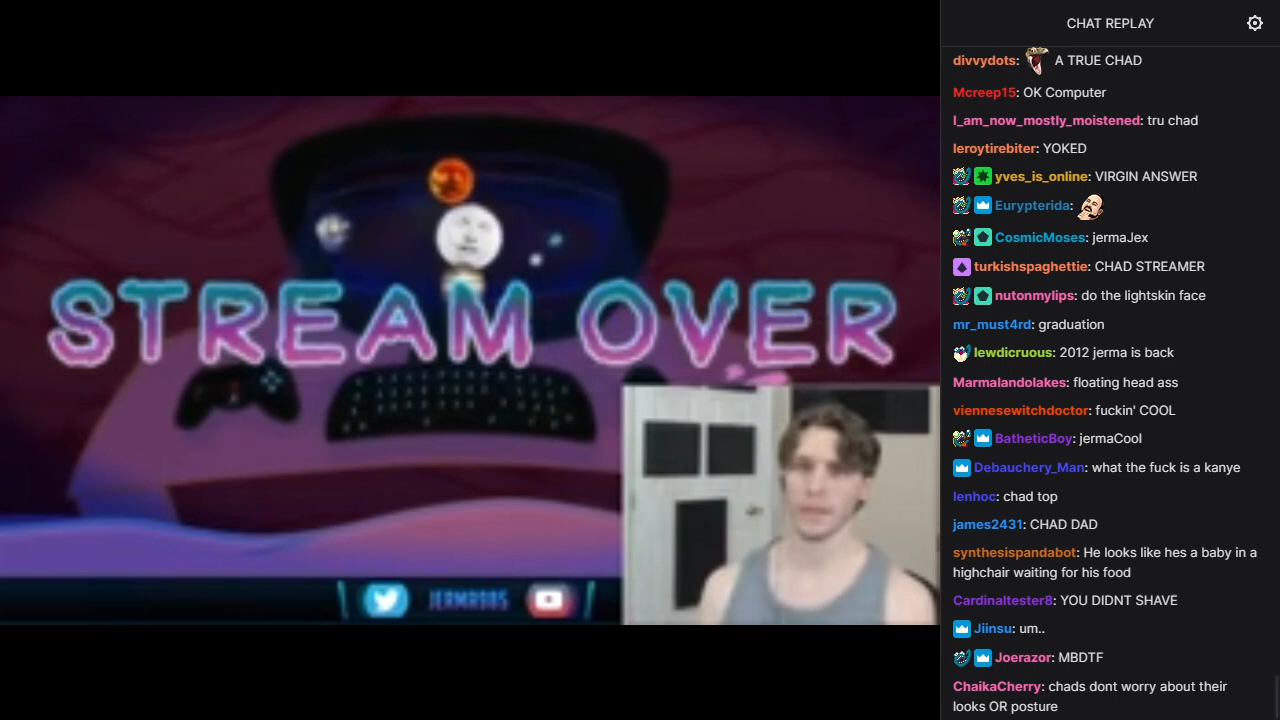 CHAT REPLAY
divvydots: A TRUE CHAD
Mcreep15: OK Computer
I_am_now_mostly_moistened: tru chad
leroytirebiter: YOKED
yves_is_online: VIRGIN ANSWER
Eurypterida:
CosmicMoses: jermaJex
turkishspaghettie: CHAD STREAMER
nutonmylips: do the lightskin face
mr_must4rd: graduation
lewdicruous: 2012 jerma is back
Marmalandolakes: floating head ass
viennesewitchdoctor: fuckin' COOL
BatheticBoy: jermaCool
Debauchery_Man: what the fuck is a kanye
lenhoc: chad top
james2431: CHAD DAD
synthesispandabot: He looks like hes a baby in a
highchair waiting for his food
Cardinaltester8: YOU DIDNT SHAVE
Jiinsu: um..
Joerazor: MBDTF
ChaikaCherry: chads dont worry about their
looks OR posture
STREAM OVER
JERMA985